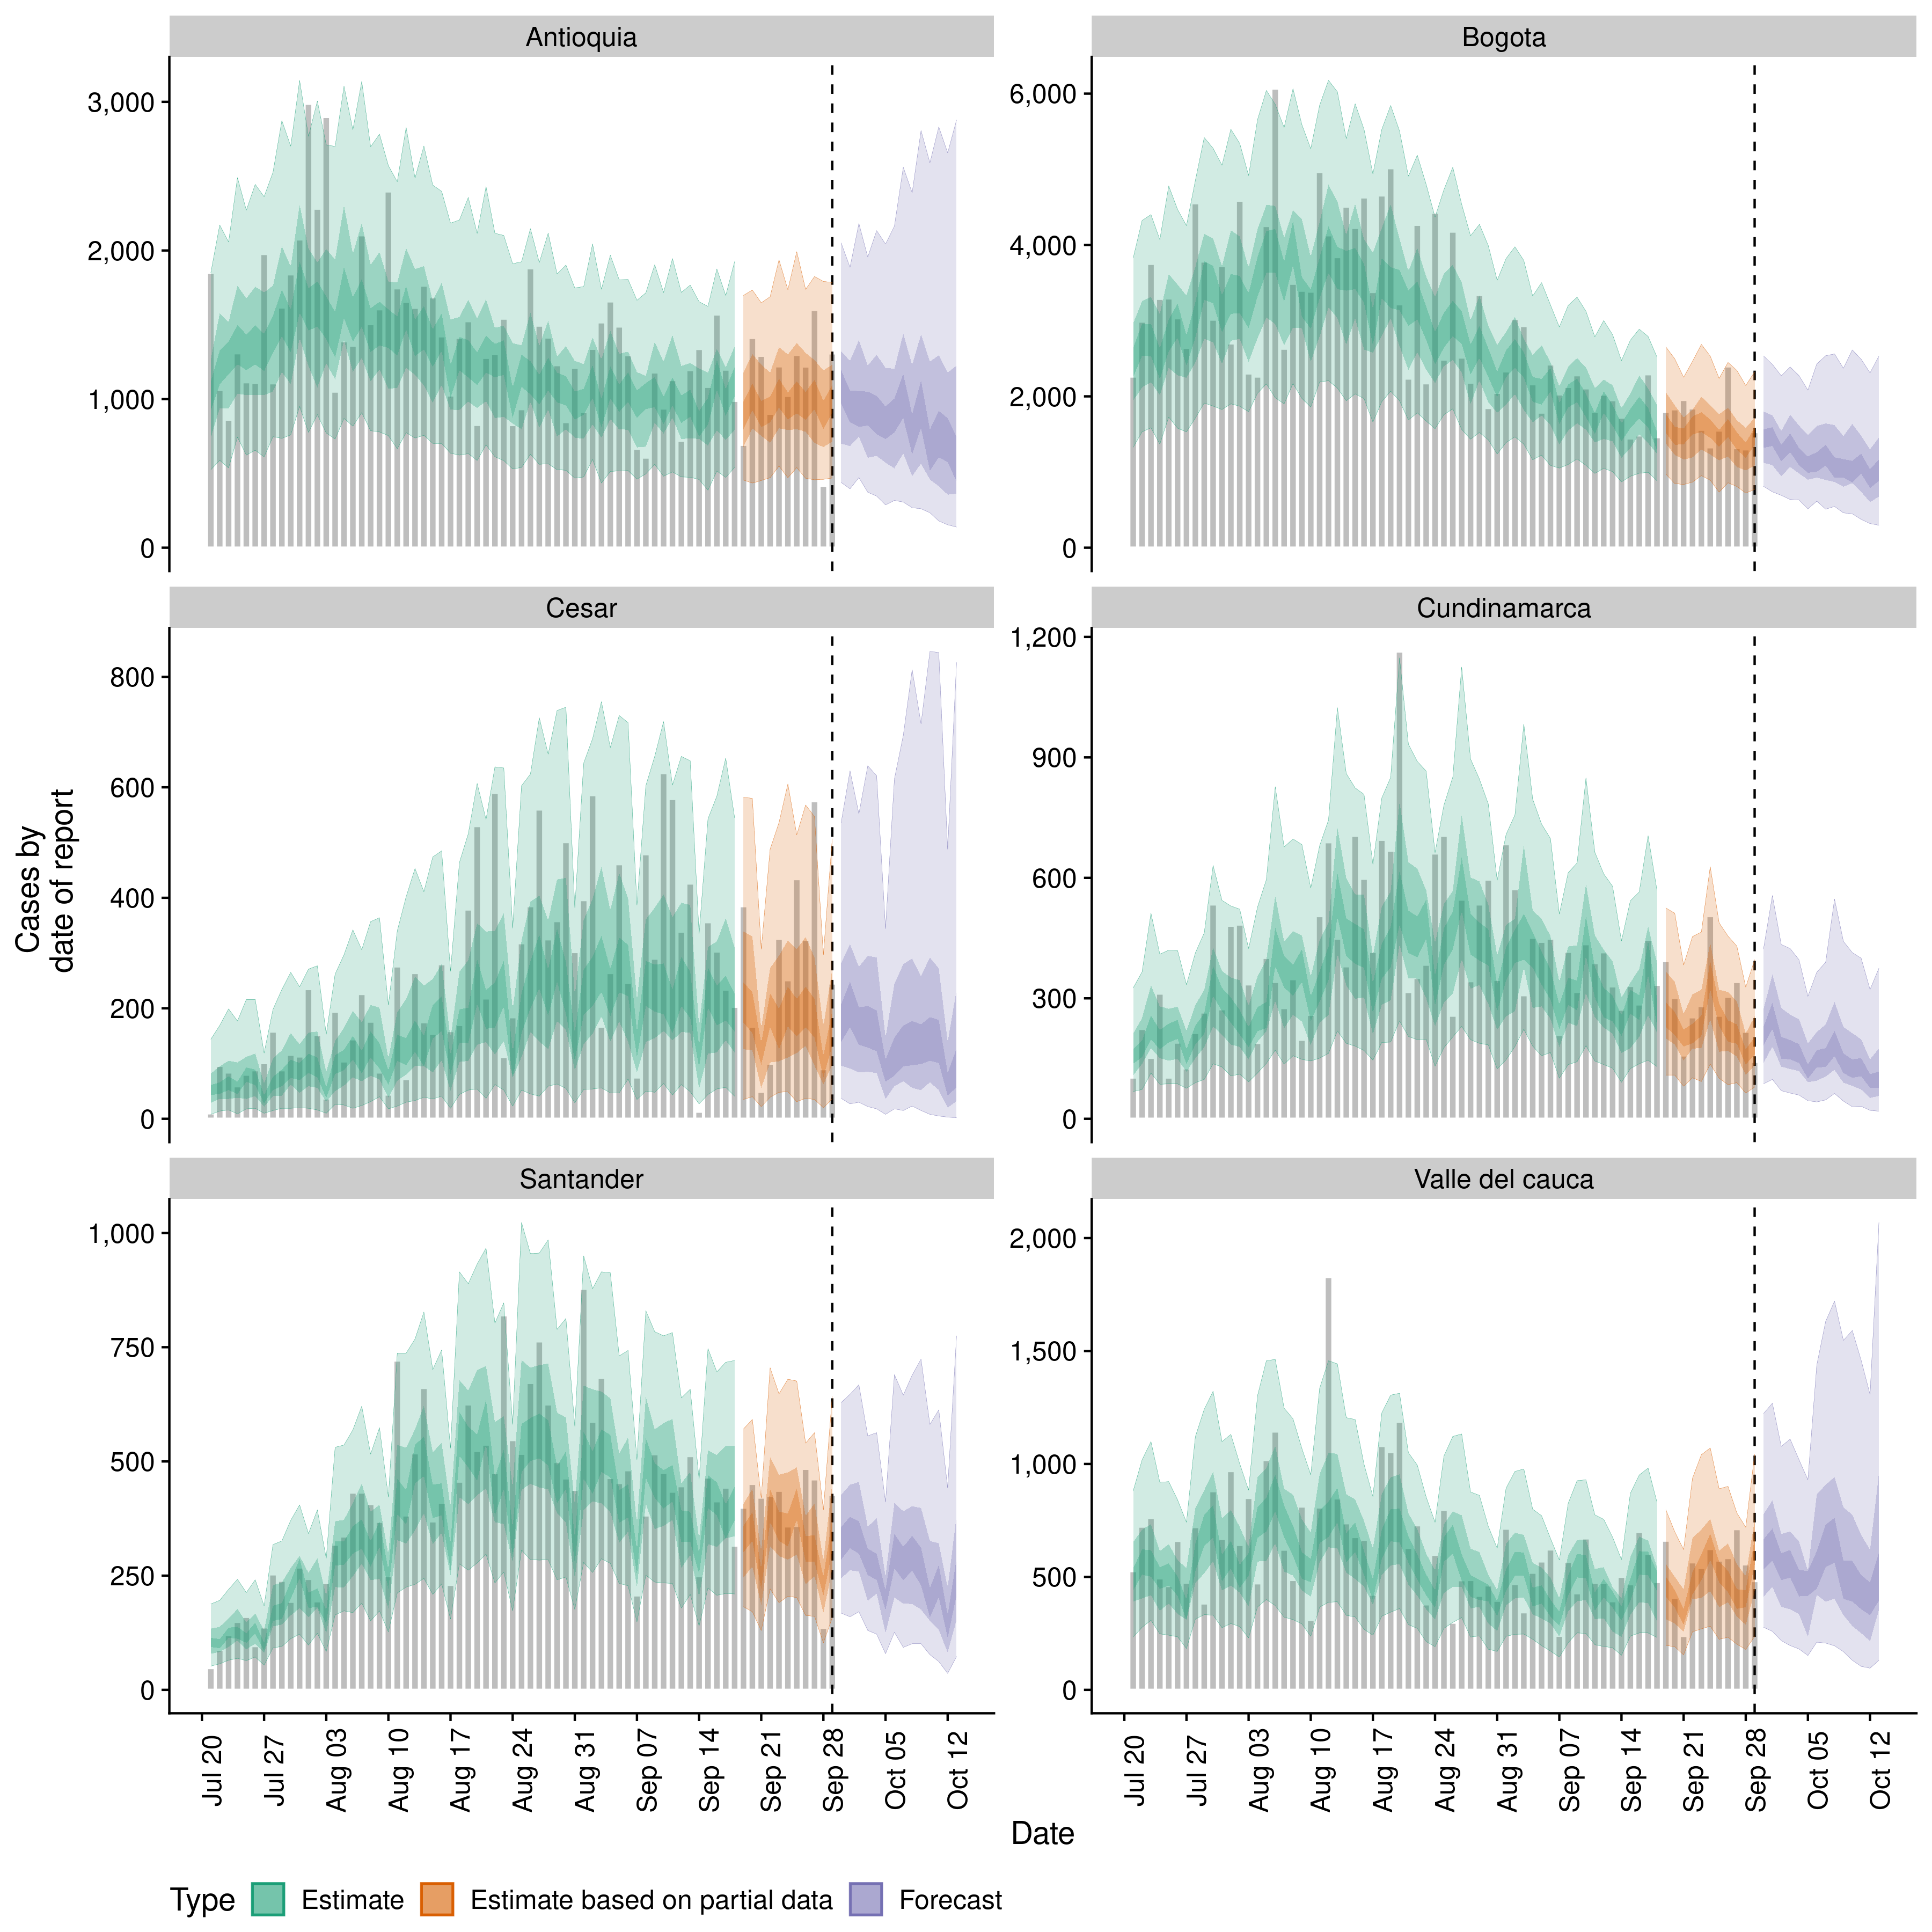 Antioquia
Bogota
3,000
2,000
1,000
0
6,000
4,000
2,000
0
Cesar
Cundinamarca
800
600
400
200
0
1,200
900
600
300
0
Cases by
date of report
Santander
Valle del cauca
1,000
750
500
250
0
2,000
1,500
1,000
500
0
Jul 20
Jul 27
Aug 03
Aug 10
Aug 17
Aug 24
Aug 31
Sep 07
Sep 14
Sep 21
Sep 28
Oct 05
Oct 12
Jul 20
Jul 27
Aug 03
Aug 10
Aug 17
Aug 24
Aug 31
Sep 07
Sep 14
Sep 21
Sep 28
Oct 05
Oct 12
Date
Type Estimate Estimate based on partial data Forecast